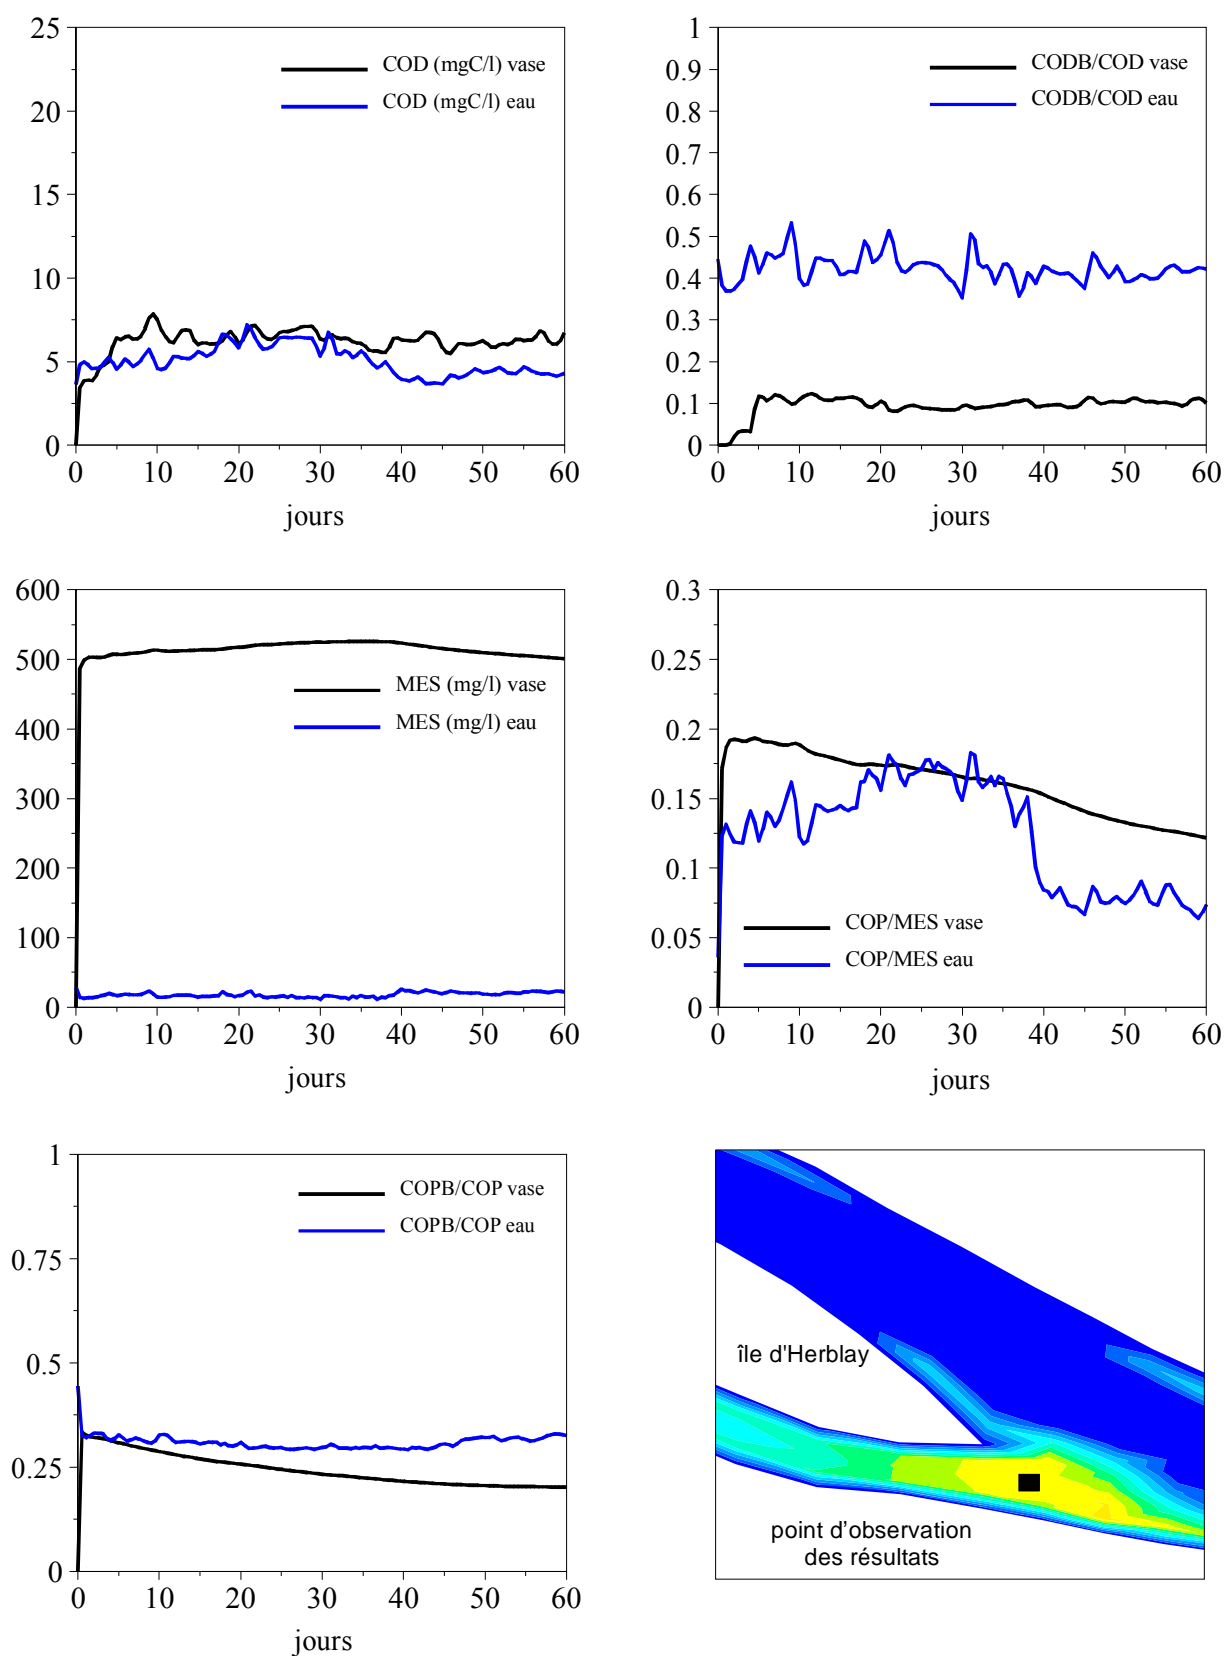 25
20
15
10
5
0
COD (mgC/l) vase
COD (mgC/l) eau
0 10 20 30 40 50 60
jours
1
0.9
0.8
0.7
0.6
0.5
0.4
0.3
0.2
0.1
0
CODB/COD vase
CODB/COD eau
0 10 20 30 40 50 60
jours
600
500
400
300
200
100
0
MES (mg/l) vase
MES (mg/l) eau
0 10 20 30 40 50 60
jours
0.3
0.25
0.2
0.15
0.1
0.05
0
COP/MES vase
COP/MES eau
0 10 20 30 40 50 60
jours
1
0.75
0.5
0.25
0
COPB/COP vase
COPB/COP eau
0 10 20 30 40 50 60
jours
île d'Herblay
point d'observation
des résultats